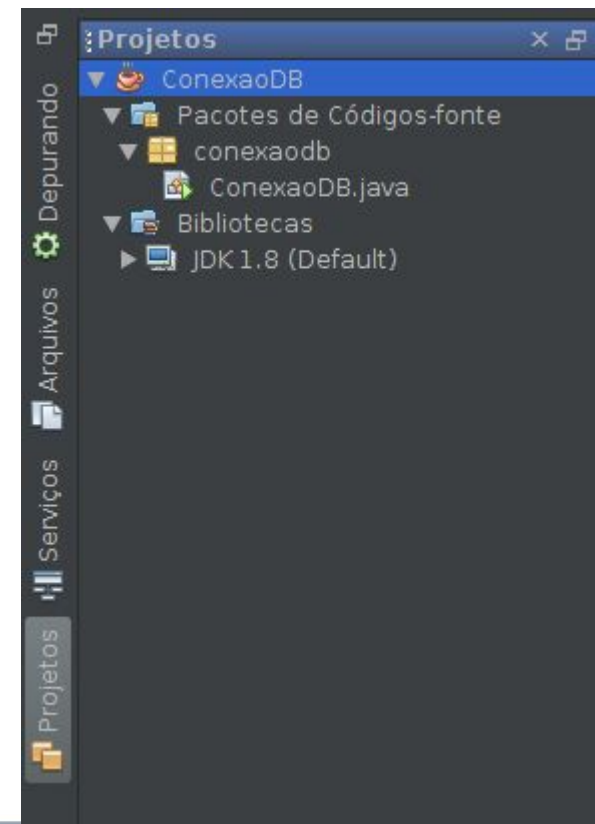 Projetos
ConexaoDB
Pacotes de Códigos-fonte
conexaodb
ConexaoDB.java
Bibliotecas
JDK 1.8 (Default)
Depurando
Arquivos
Serviços
Projetos